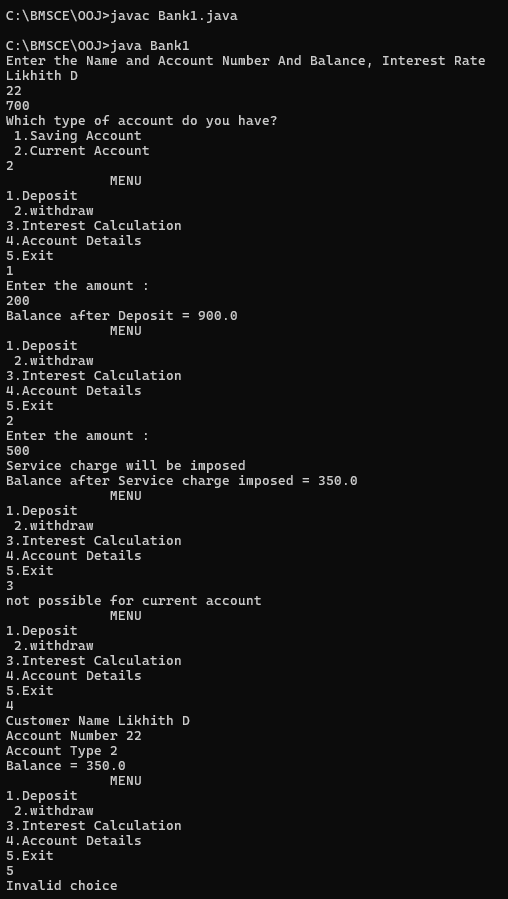 C:\BMSCE\OOJ>javac Bank1.java

C:\BMSCE\OOJ>java Bank1
Enter the Name and Account Number And Balance, Interest Rate
Likhith D
22
700
Which type of account do you have?
 1.Saving Account
 2.Current Account
2
             MENU
1.Deposit
 2.withdraw
3.Interest Calculation
4.Account Details
5.Exit
1
Enter the amount :
200
Balance after Deposit = 900.0
             MENU
1.Deposit
 2.withdraw
3.Interest Calculation
4.Account Details
5.Exit
2
Enter the amount :
500
Service charge will be imposed
Balance after Service charge imposed = 350.0
             MENU
1.Deposit
 2.withdraw
3.Interest Calculation
4.Account Details
5.Exit
3
not possible for current account
             MENU
1.Deposit
 2.withdraw
3.Interest Calculation
4.Account Details
5.Exit
4
Customer Name Likhith D
Account Number 22
Account Type 2
Balance = 350.0
             MENU
1.Deposit
 2.withdraw
3.Interest Calculation
4.Account Details
5.Exit
5
Invalid choice